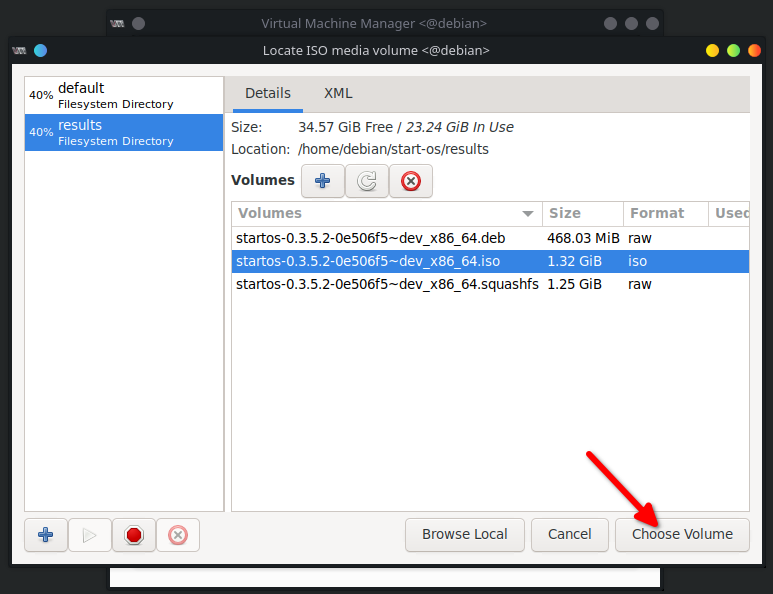 Virtual Machine Manager <@debian>
Locate ISO media volume <@debian>
40% default
Filesystem Directory
40% results
Filesystem Directory
Details XML
Size: 34.57 GiB Free / 23.24 GiB In Use
Location: /home/debian/start-os/results
Volumes
Volumes Size Format Used
startos-0.3.5.2-0e506f5~dev_x86_64.deb 468.03 MiB raw
startos-0.3.5.2-0e506f5~dev_x86_64.iso 1.32 GiB iso
startos-0.3.5.2-0e506f5~dev_x86_64.squashfs 1.25 GiB raw
Browse Local Cancel Choose Volume